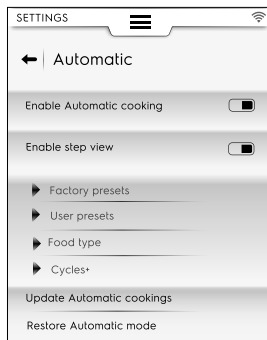 SETTINGS
Automatic
Enable Automatic cooking
Enable step view
Factory presets
User presets
Food type
Cycles+
Update Automatic cookings
Restore Automatic mode